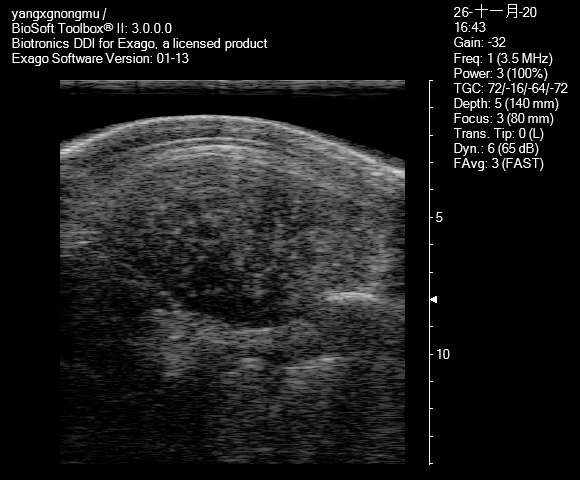 yangxgnongmu /
BioSoft Toolbox® II: 3.0.0.0
Biotronics DDI for Exago, a licensed product
Exago Software Version: 01-13
26-十一月-20
16:43
Gain: -32
Freq: 1 (3.5 MHz)
Power: 3 (100%)
TGC: 72/-16/-64/-72
Depth: 5 (140 mm)
Focus: 3 (80 mm)
Trans. Tip: 0 (L)
Dyn.: 6 (65 dB)
FAvg: 3 (FAST)
5
10